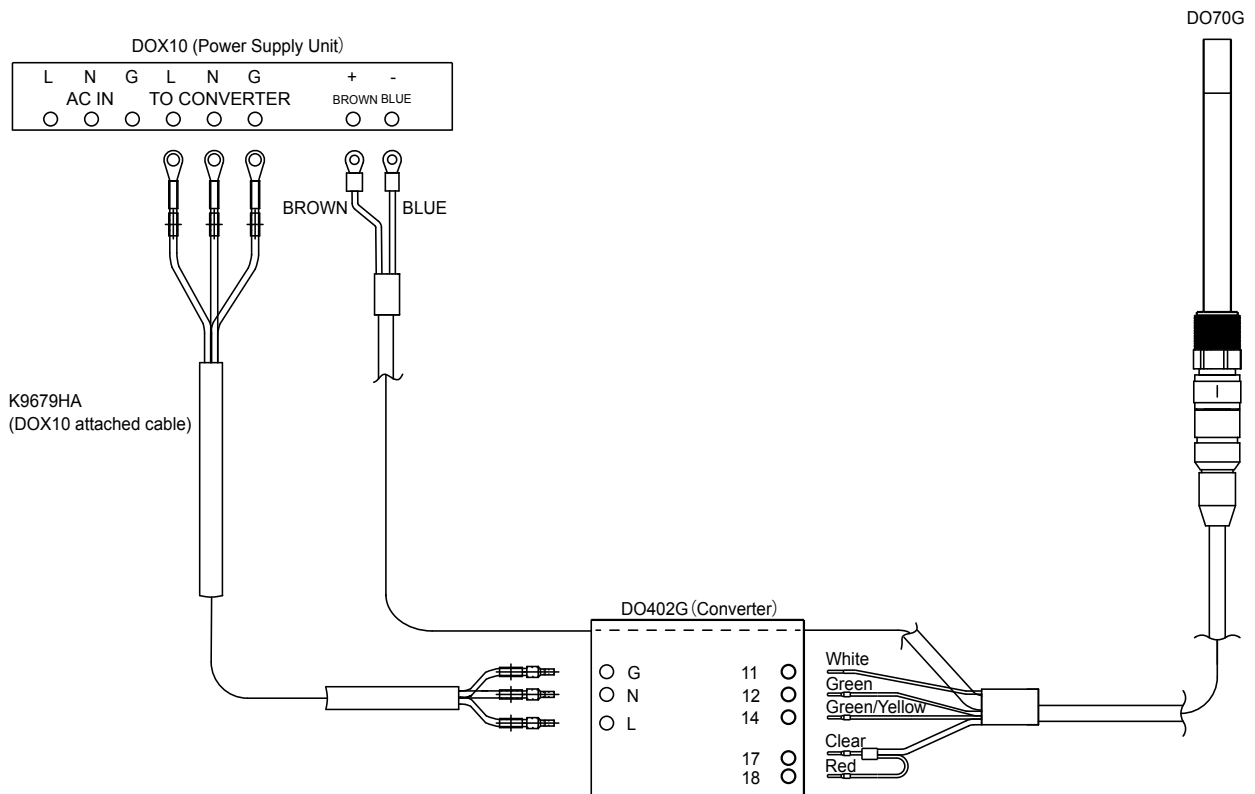 DO70G
DOX10 (Power Supply Unit)
L N G L N G + -
AC IN TO CONVERTER BROWN BLUE
BROWN BLUE
K9679HA
(DOX10 attached cable)
DO402G (Converter)
G 11 White
N 12 Green
L 14 Green/Yellow
17 Clear
18 Red